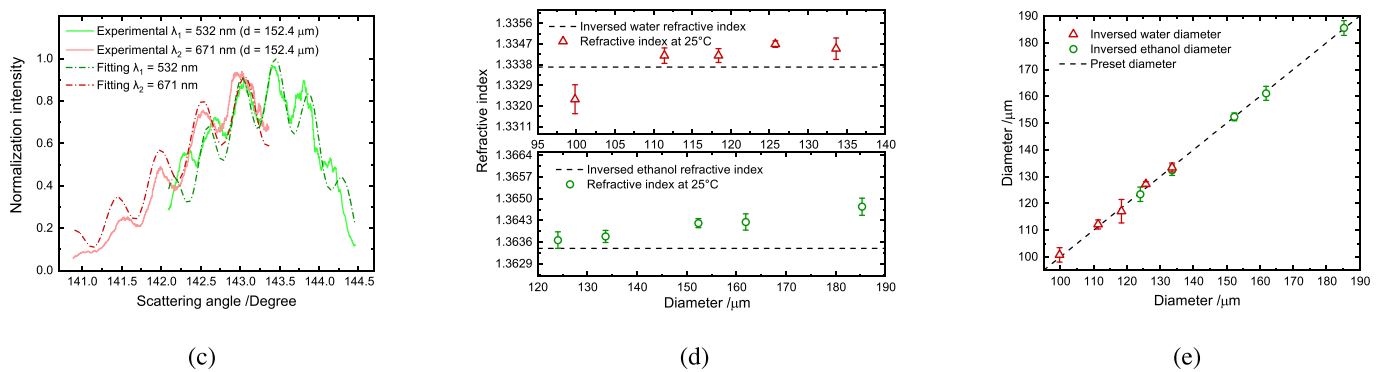 Experimental λ₁ = 532 nm (d = 152.4 μm)
Experimental λ₂ = 671 nm (d = 152.4 μm)
Fitting λ₁ = 532 nm
Fitting λ₂ = 671 nm
Normalization intensity
1.0
0.8
0.6
0.4
0.2
0.0
141.0 141.5 142.0 142.5 143.0 143.5 144.0 144.5
Scattering angle /Degree
(c)
Refractive index
1.3356
1.3347
1.3338
1.3329
1.3320
1.3311
Inversed water refractive index
Refractive index at 25°C
95 100 105 110 115 120 125 130 135 140
1.3664
1.3657
1.3650
1.3643
1.3636
1.3629
Inversed ethanol refractive index
Refractive index at 25°C
120 130 140 150 160 170 180 190
Diameter /μm
(d)
Diameter /μm
190
180
170
160
150
140
130
120
110
100
Inversed water diameter
Inversed ethanol diameter
Preset diameter
100 110 120 130 140 150 160 170 180 190
Diameter /μm
(e)